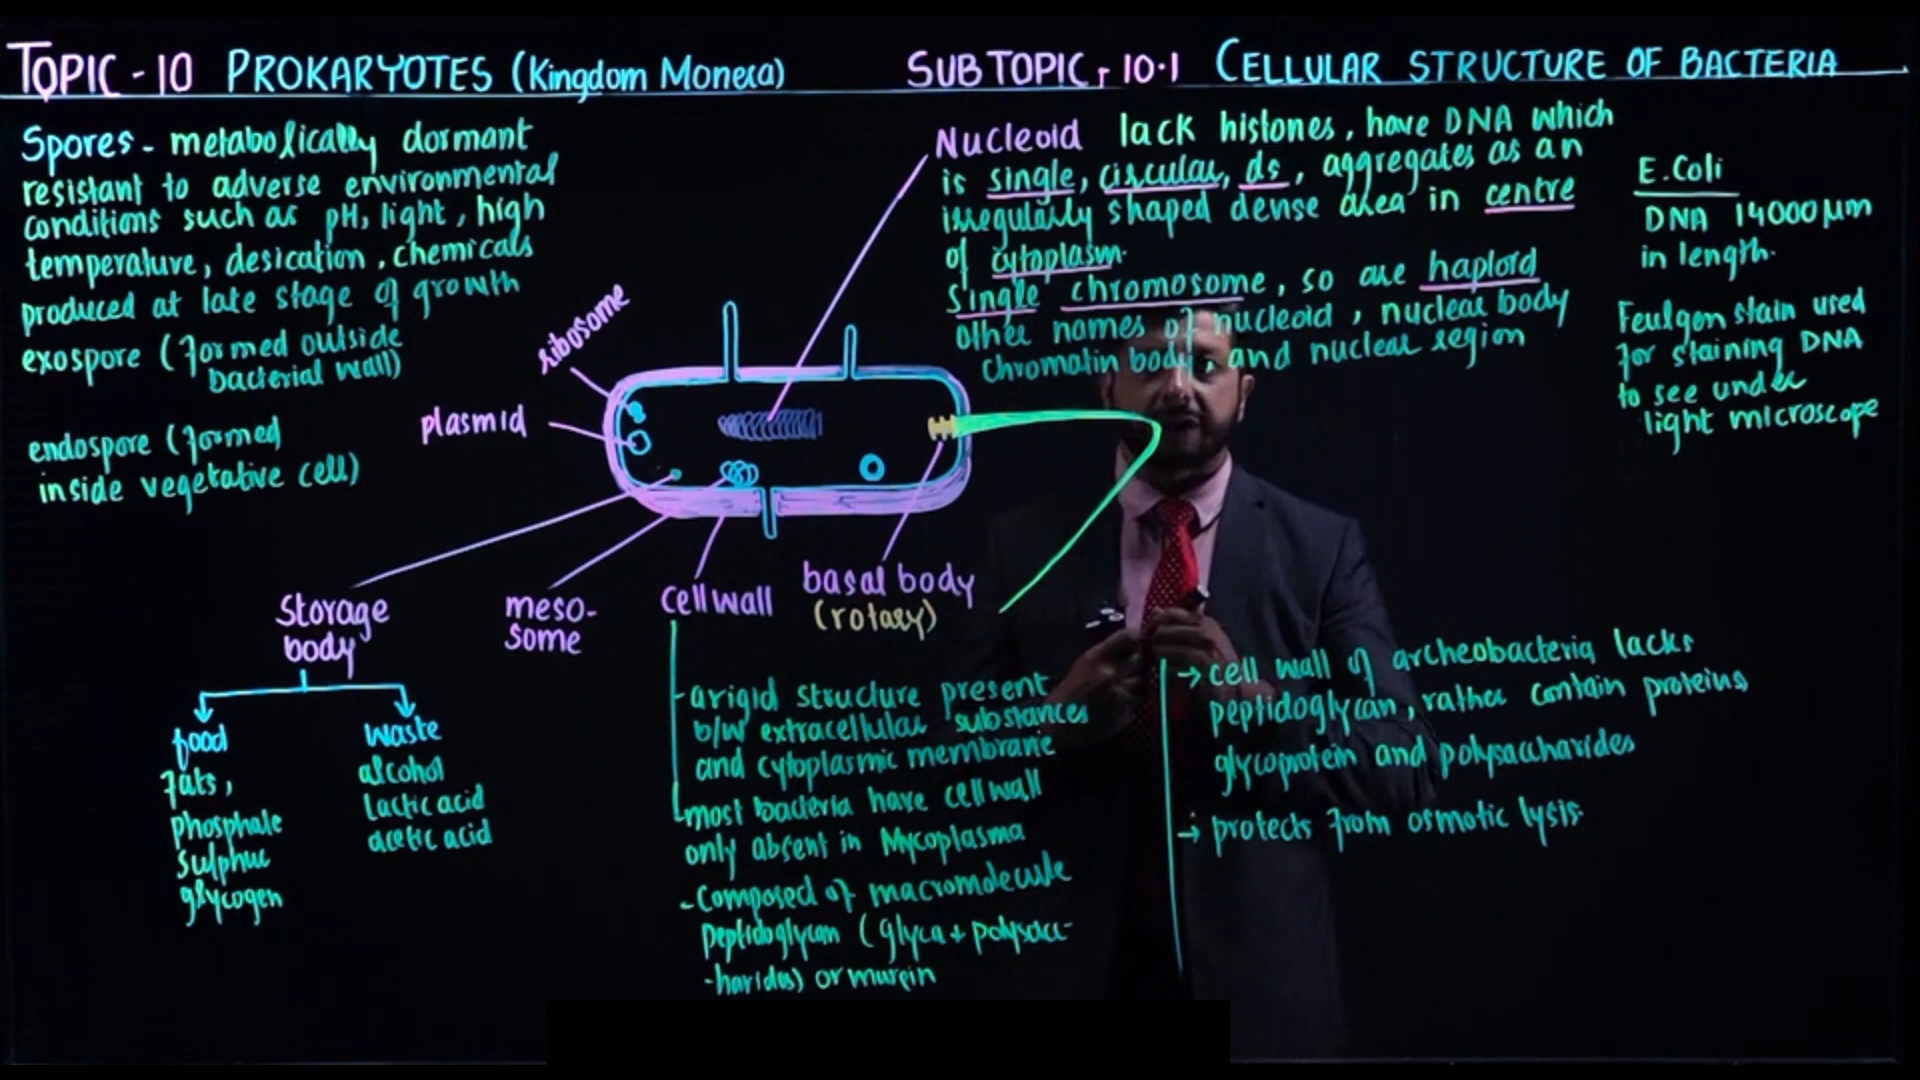 TOPIC - 10 PROKARYOTES (Kingdom Monera)
SUB TOPIC - 10.1 CELLULAR STRUCTURE OF BACTERIA
Spores - metabolically dormant
resistant to adverse environmental
conditions such as pH, light, high
temperature, desication, chemicals
produced at late stage of growth
exospore (formed outside
bacterial wall)
endospore (formed
inside vegetative cell)
Nucleoid lack histones, have DNA which
is single, circular, ds, aggregates as an
irregularly shaped dense area in centre
of cytoplasm.
Single chromosome, so are haploid
other names of nucleoid, nuclear body
chromatin body, and nuclear region
E.Coli
DNA 14000 µm
in length.
Feulgon stain used
for staining DNA
to see under
light microscope
ribosome
plasmid
Storage
body
food
fats,
phosphate
Sulphur
glycogen
waste
alcohol
lactic acid
acetic acid
meso-
some
cell wall
basal body
(rotary)
- a rigid structure present
b/w extracellular substances
and cytoplasmic membrane
most bacteria have cell wall
only absent in Mycoplasma
- Composed of macromolecule
Peptidoglycan (glyca + polysacc-
-harides) or murein
→ cell wall of archeobacteria lacks
peptidoglycan, rather contain proteins,
glycoprotein and polysaccharides
→ protects from osmotic lysis.